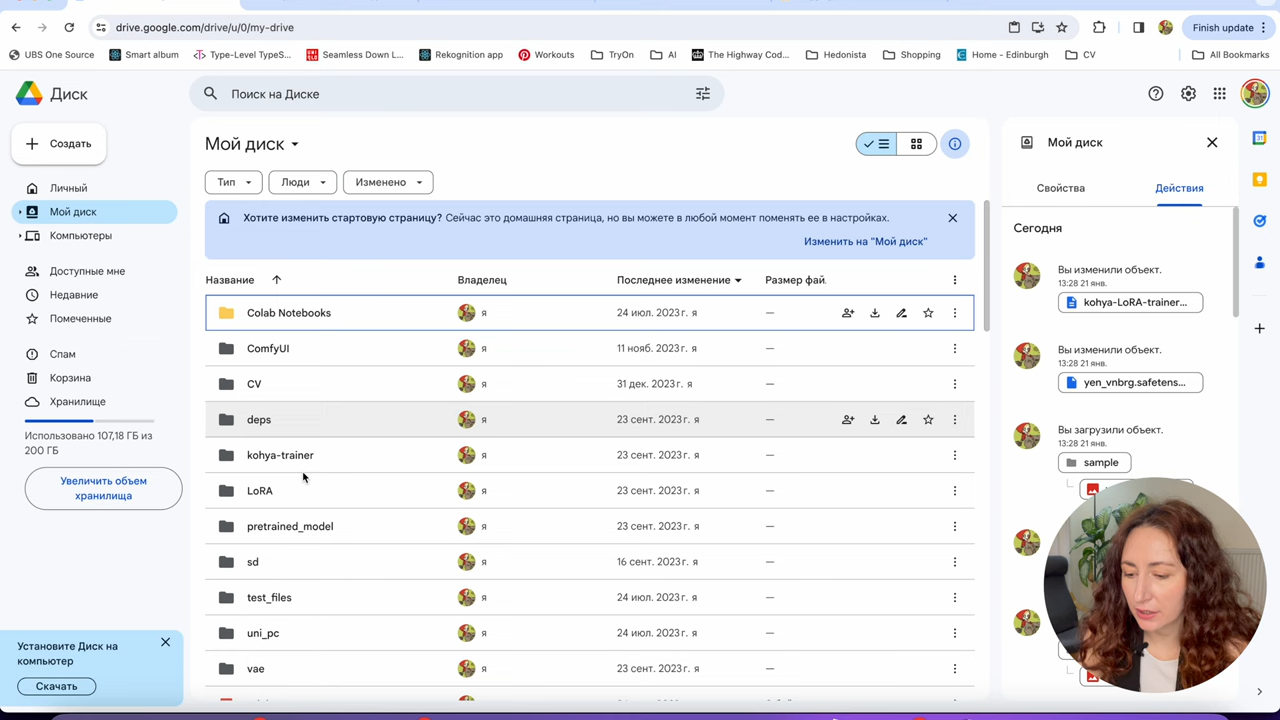 drive.google.com/drive/u/0/my-drive
Finish update
UBS One Source
Smart album
Type-Level TypeS...
Seamless Down L...
Rekognition app
Workouts
TryOn
AI
The Highway Cod...
Hedonista
Shopping
Home - Edinburgh
CV
All Bookmarks
Диск
Поиск на Диске
Создать
Личный
Мой диск
Компьютеры
Доступные мне
Недавние
Помеченные
Спам
Корзина
Хранилище
Использовано 107,18 ГБ из
200 ГБ
Увеличить объем
хранилища
Установите Диск на
компьютер
Скачать
Мой диск
Тип
Люди
Изменено
Хотите изменить стартовую страницу? Сейчас это домашняя страница, но вы можете в любой момент поменять ее в настройках.
Изменить на "Мой диск"
Название Владелец Последнее изменение Размер фай.
Colab Notebooks я 24 июл. 2023 г. я —
ComfyUI я 11 нояб. 2023 г. я —
CV я 31 дек. 2023 г. я —
deps я 23 сент. 2023 г. я —
kohya-trainer я 23 сент. 2023 г. я —
LoRA я 23 сент. 2023 г. я —
pretrained_model я 23 сент. 2023 г. я —
sd я 16 сент. 2023 г. я —
test_files я 24 июл. 2023 г. я —
uni_pc я 24 июл. 2023 г. я —
vae я 23 сент. 2023 г. я —
Мой диск
Свойства
Действия
Сегодня
Вы изменили объект.
13:28 21 янв.
kohya-LoRA-trainer...
Вы изменили объект.
13:28 21 янв.
yen_vnbrg.safetens...
Вы загрузили объект.
13:28 21 янв.
sample